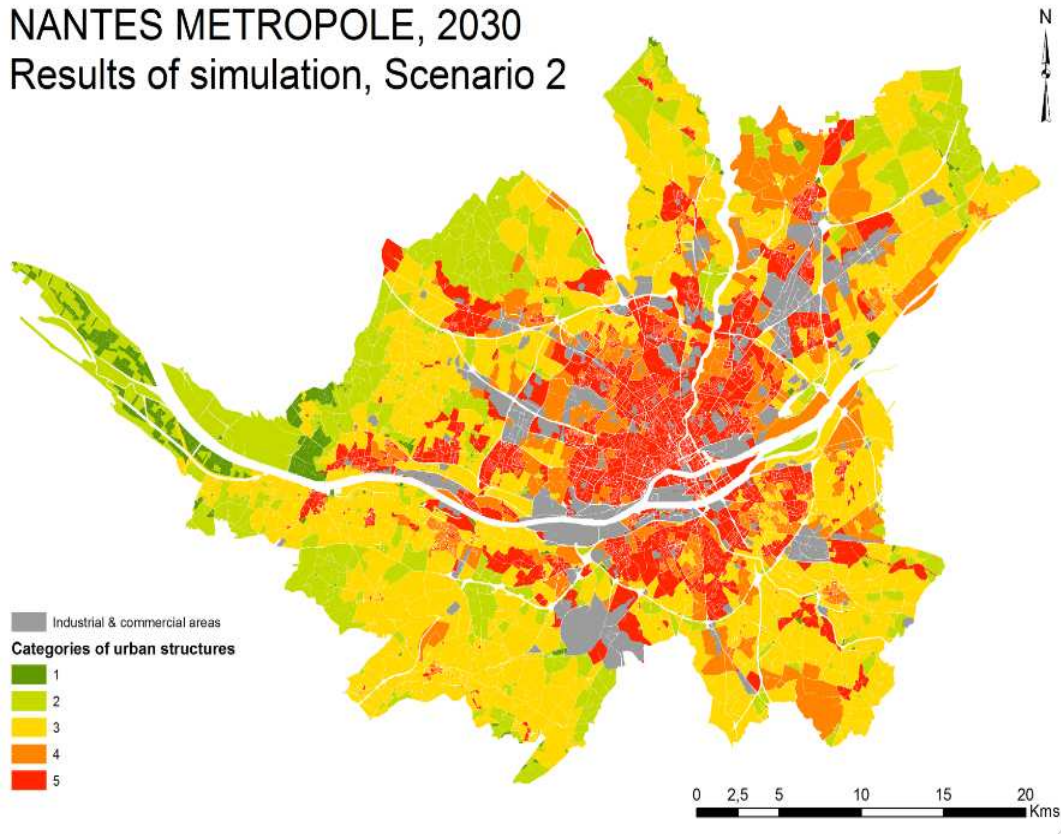 NANTES METROPOLE, 2030
Results of simulation, Scenario 2
N
Industrial & commercial areas
Categories of urban structures
1
2
3
4
5
0 2,5 5 10 15 20
Kms